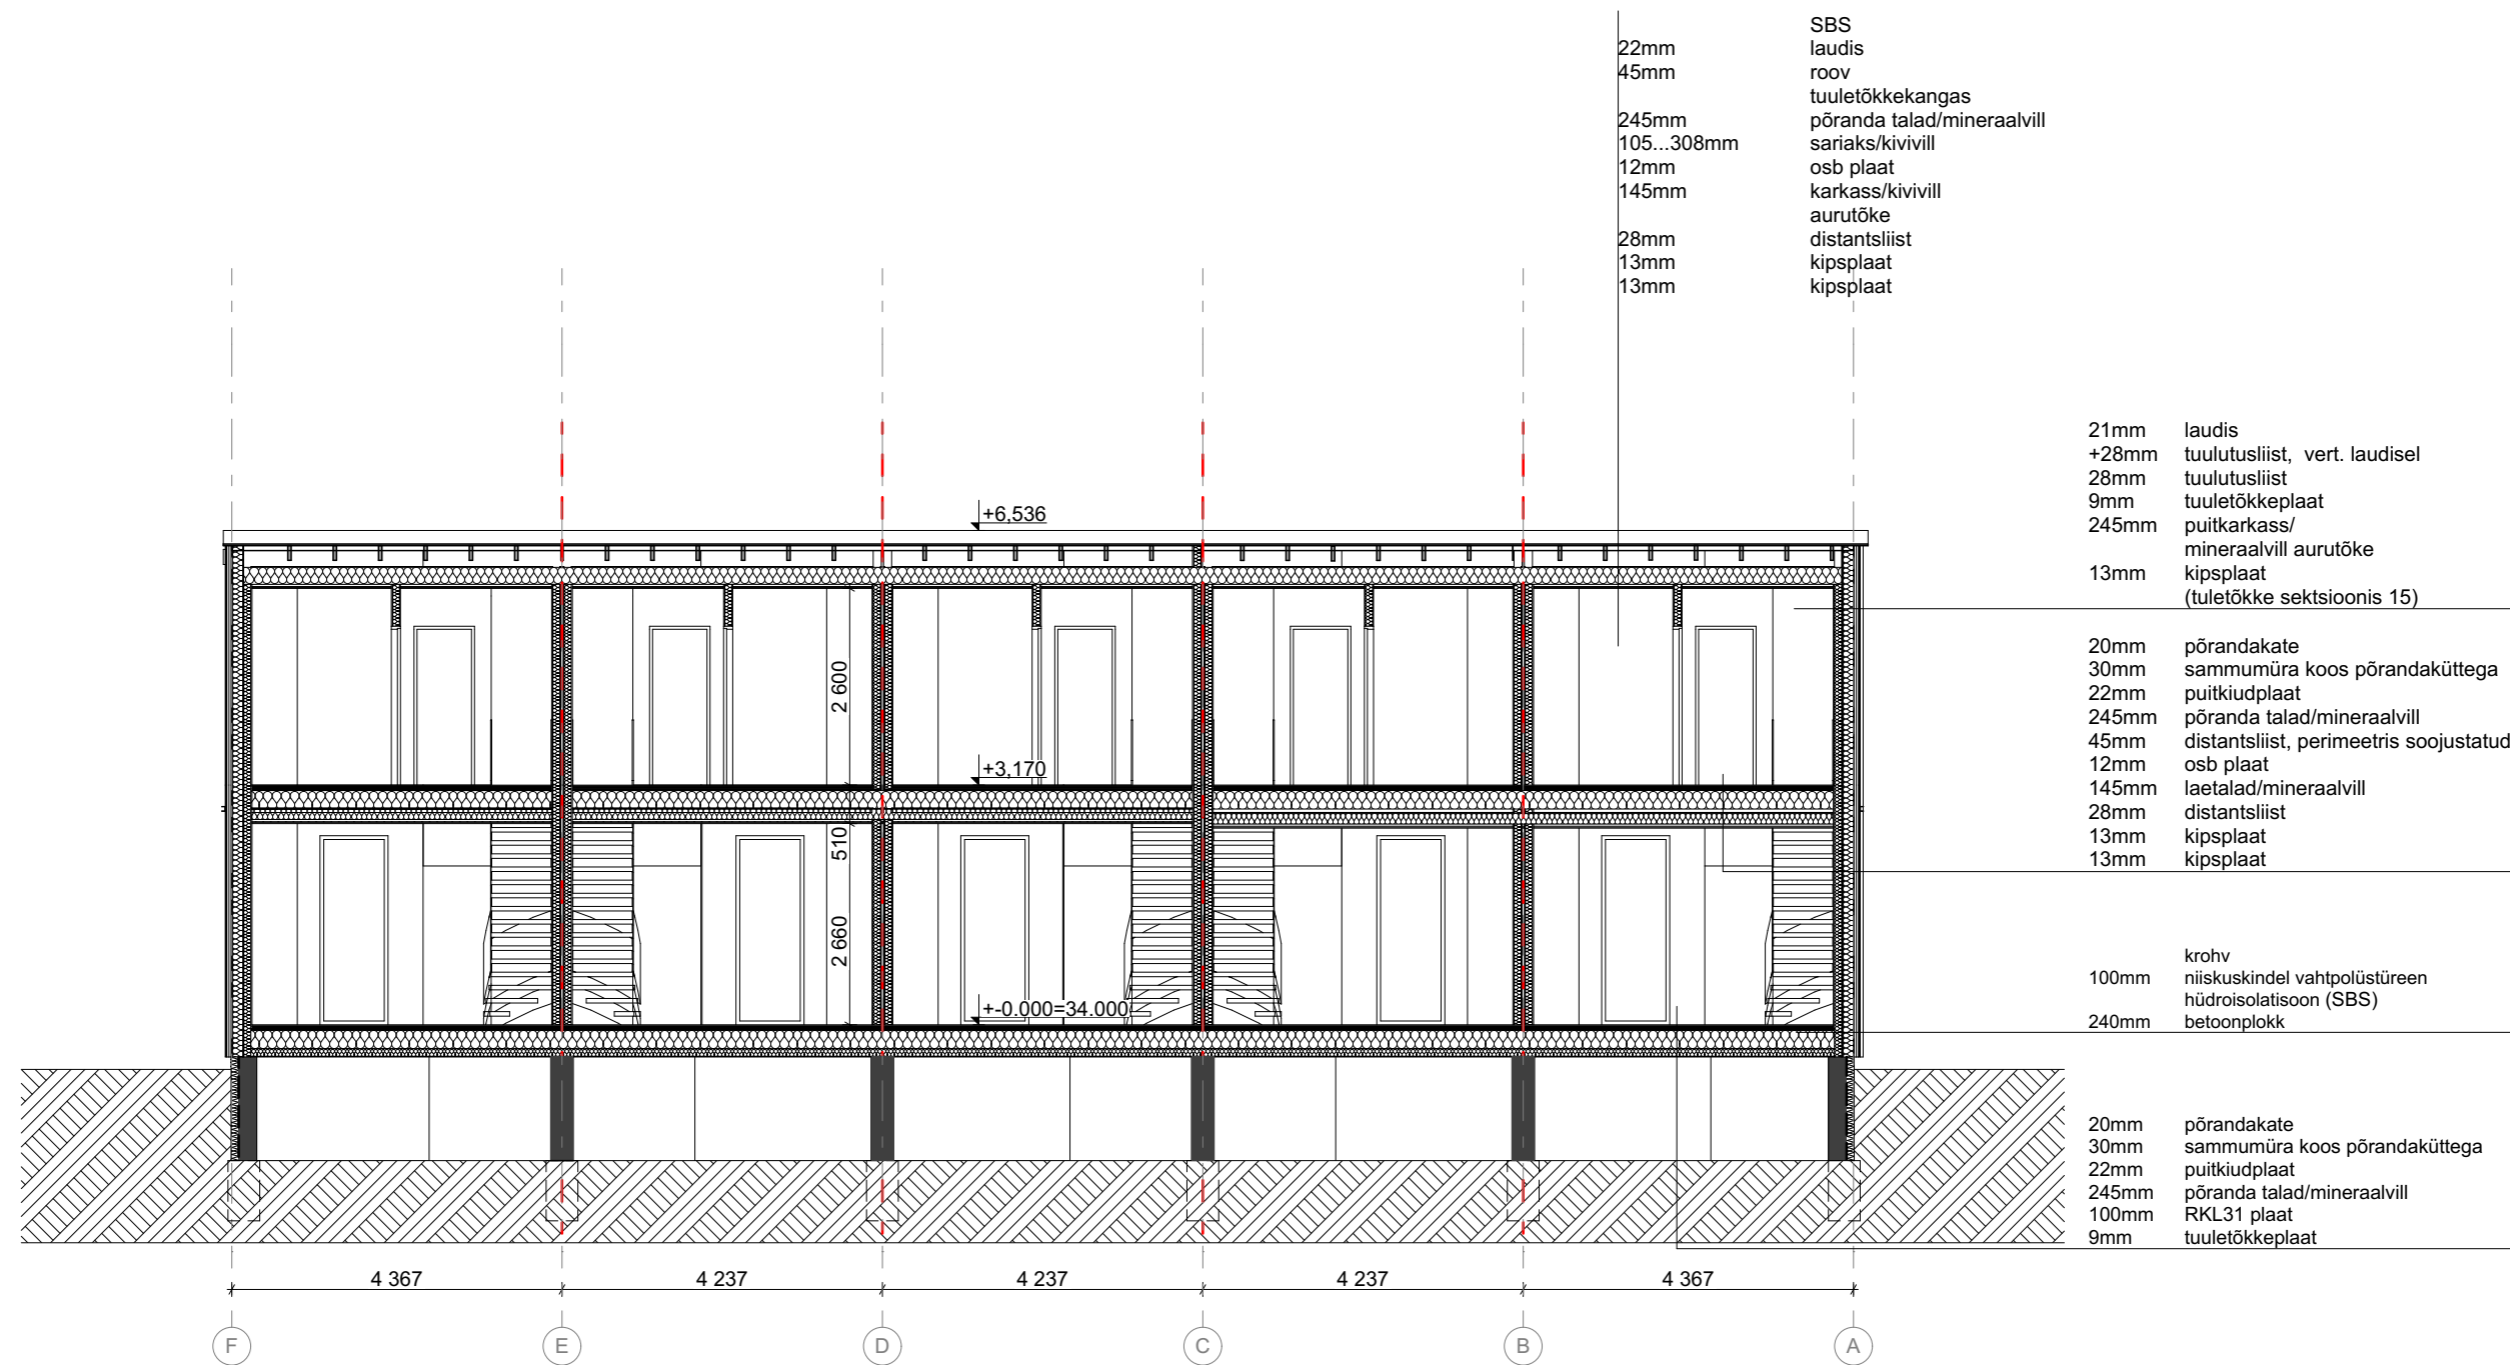 SBS
22mm laudis
45mm roov
tuuletõkkekangas
245mm põranda talad/mineraalvill
105...308mm sariaks/kivivill
12mm osb plaat
145mm karkass/kivivill
aurutõke
28mm distantsliist
13mm kipsplaat
13mm kipsplaat
21mm laudis
+28mm tuulutusliist, vert. laudisel
28mm tuulutusliist
9mm tuuletõkkeplaat
245mm puitkarkass/
mineraalvill aurutõke
13mm kipsplaat
(tuletõkke sektsioonis 15)
20mm põrandakate
30mm sammumüra koos põrandaküttega
22mm puitkiudplaat
245mm põranda talad/mineraalvill
45mm distantsliist, perimeetris soojustatud
12mm osb plaat
145mm laetalad/mineraalvill
28mm distantsliist
13mm kipsplaat
13mm kipsplaat
krohv
100mm niiskuskindel vahtpolüstüreen
hüdroisolatisoon (SBS)
240mm betoonplokk
20mm põrandakate
30mm sammumüra koos põrandaküttega
22mm puitkiudplaat
245mm põranda talad/mineraalvill
100mm RKL31 plaat
9mm tuuletõkkeplaat
+6,536
2 600
+3,170
510
2 660
+-0.000=34.000
4 367 4 237 4 237 4 237 4 367
F E D C B A